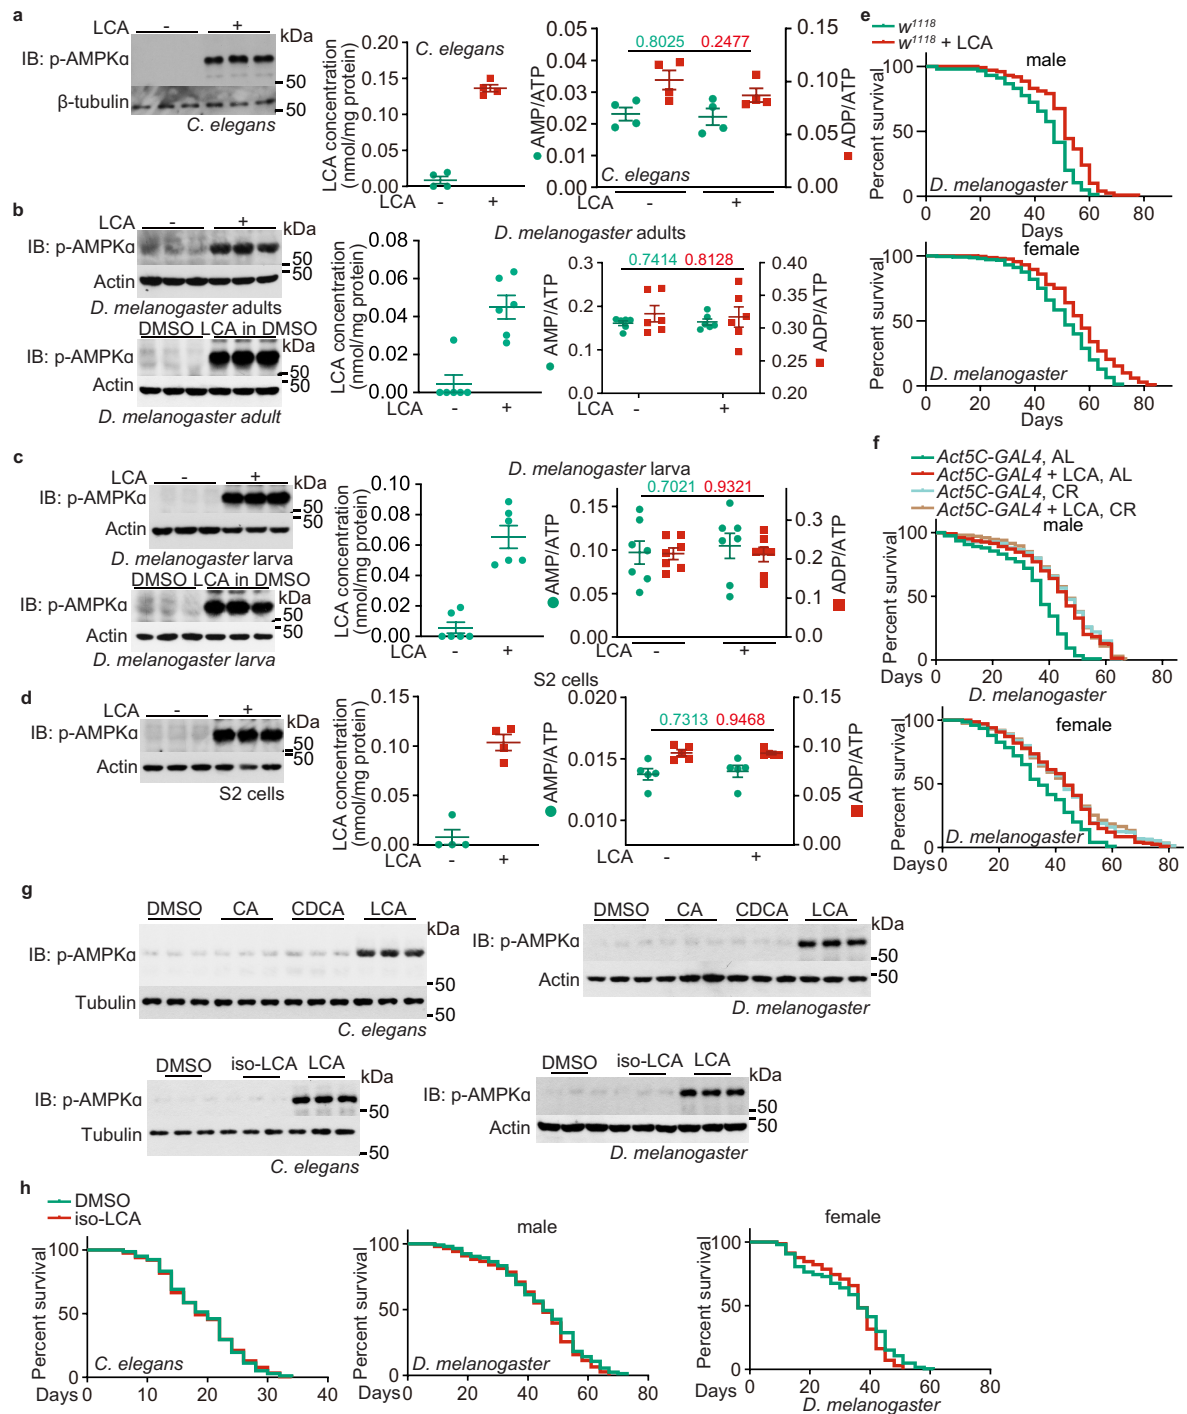 a
LCA - +
kDa
IB: p-AMPKɑ
50
β-tubulin
50
C. elegans
LCA concentration
(nmol/mg protein)
0.20
0.15
0.10
0.05
0.00
C. elegans
LCA - +
AMP/ATP
0.05
0.04
0.03
0.02
0.01
0.00
0.8025 0.2477
C. elegans
LCA - +
0.15
0.10
0.05
0.00
ADP/ATP
b
LCA - +
kDa
IB: p-AMPKɑ
50
Actin
50
D. melanogaster adults
DMSO LCA in DMSO
kDa
IB: p-AMPKɑ
50
Actin
50
D. melanogaster adult
D. melanogaster adults
LCA concentration
(nmol/mg protein)
0.08
0.06
0.04
0.02
0.00
LCA - +
AMP/ATP
0.3
0.2
0.1
0.0
0.7414 0.8128
LCA - +
0.40
0.35
0.30
0.25
0.20
ADP/ATP
c
LCA - +
kDa
IB: p-AMPKɑ
50
Actin
50
D. melanogaster larva
DMSO LCA in DMSO
kDa
IB: p-AMPKɑ
50
Actin
50
D. melanogaster larva
D. melanogaster larva
LCA concentration
(nmol/mg protein)
0.10
0.08
0.06
0.04
0.02
0.00
LCA - +
AMP/ATP
0.15
0.10
0.05
0.00
0.7021 0.9321
LCA - +
0.3
0.2
0.1
0.0
ADP/ATP
d
LCA - +
kDa
IB: p-AMPKɑ
50
Actin
50
S2 cells
S2 cells
LCA concentration
(nmol/mg protein)
0.15
0.10
0.05
0.00
LCA - +
AMP/ATP
0.020
0.015
0.010
0.7313 0.9468
LCA - +
0.15
0.10
0.05
0.00
ADP/ATP
e
w1118
w1118 + LCA
male
Percent survival
100
50
0
D. melanogaster
0 20 40 60 80
Days
female
Percent survival
100
50
0
D. melanogaster
0 20 40 60 80
Days
f
Act5C-GAL4, AL
Act5C-GAL4 + LCA, AL
Act5C-GAL4, CR
Act5C-GAL4 + LCA, CR
male
Percent survival
100
50
0
Days 0 20 40 60 80
D. melanogaster
female
Percent survival
100
50
0
D. melanogaster
Days 0 20 40 60 80
g
DMSO CA CDCA LCA
kDa
IB: p-AMPKɑ
50
Tubulin
50
C. elegans
DMSO CA CDCA LCA
kDa
IB: p-AMPKɑ
50
Actin
50
D. melanogaster
DMSO iso-LCA LCA
kDa
IB: p-AMPKɑ
50
Tubulin
50
C. elegans
DMSO iso-LCA LCA
kDa
IB: p-AMPKɑ
50
Actin
50
D. melanogaster
h
DMSO
iso-LCA
Percent survival
100
50
0
C. elegans
Days 0 10 20 30 40
male
Percent survival
100
50
0
D. melanogaster
Days 0 20 40 60 80
female
Percent survival
100
50
0
Days 0 20 40 60 80
D. melanogaster